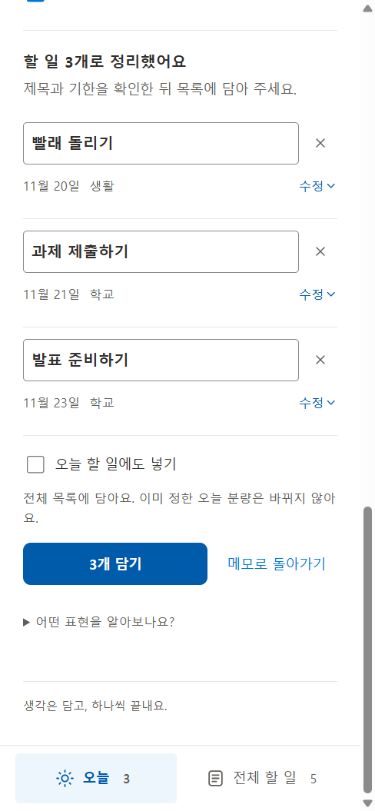 할 일 3개로 정리했어요
제목과 기한을 확인한 뒤 목록에 담아 주세요.
빨래 돌리기
11월 20일 생활 수정
과제 제출하기
11월 21일 학교 수정
발표 준비하기
11월 23일 학교 수정
오늘 할 일에도 넣기
전체 목록에 담아요. 이미 정한 오늘 분량은 바뀌지 않아
요.
3개 담기 메모로 돌아가기
어떤 표현을 알아보나요?
생각은 담고, 하나씩 끝내요.
오늘 3 전체 할 일 5